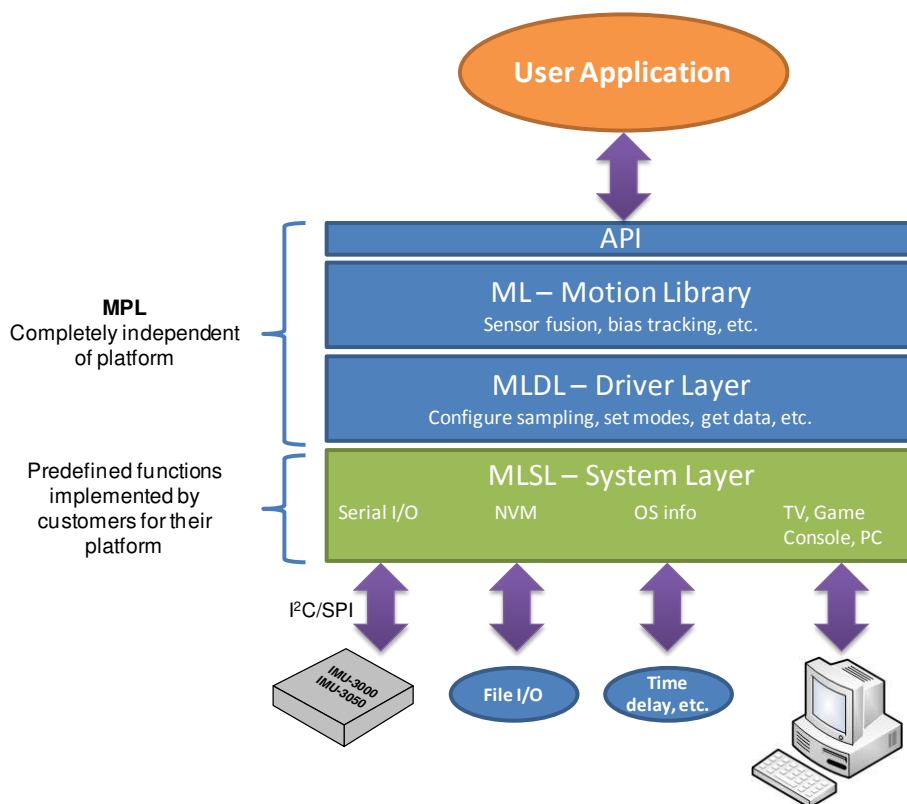 User Application
API
ML – Motion Library
Sensor fusion, bias tracking, etc.
MPL
Completely independent
of platform
MLDL – Driver Layer
Configure sampling, set modes, get data, etc.
Predefined functions
implemented by
customers for their
platform
MLSL – System Layer
Serial I/O
NVM
OS info
TV, Game
Console, PC
I²C/SPI
IMU-3000
IMU-3050
File I/O
Time
delay, etc.